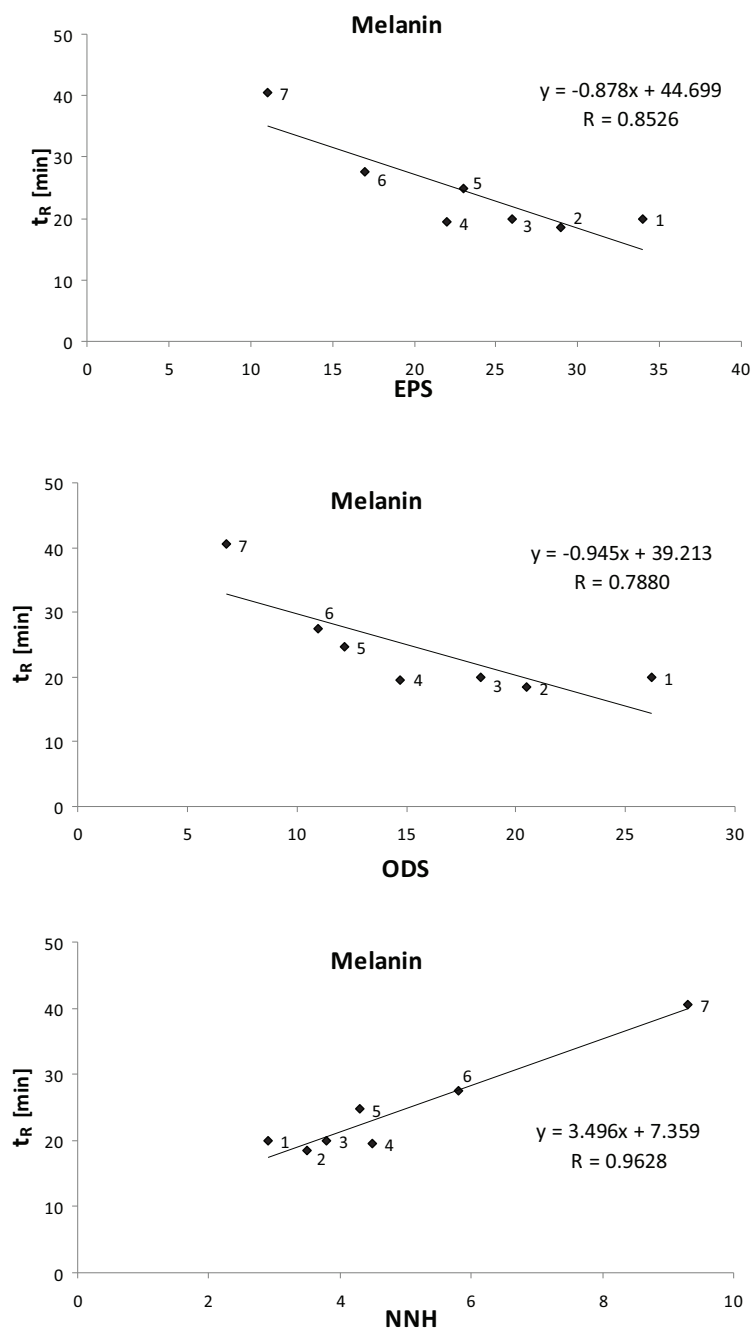 Melanin
y = -0.878x + 44.699
R = 0.8526
50
40
30
20
10
0
tR [min]
7
6
5
4
3
2
1
0 5 10 15 20 25 30 35 40
EPS
Melanin
y = -0.945x + 39.213
R = 0.7880
50
40
30
20
10
0
tR [min]
7
6
5
4
3
2
1
0 5 10 15 20 25 30
ODS
Melanin
50
40
30
20
10
0
tR [min]
1
2
3
4
5
6
7
y = 3.496x + 7.359
R = 0.9628
0 2 4 6 8 10
NNH